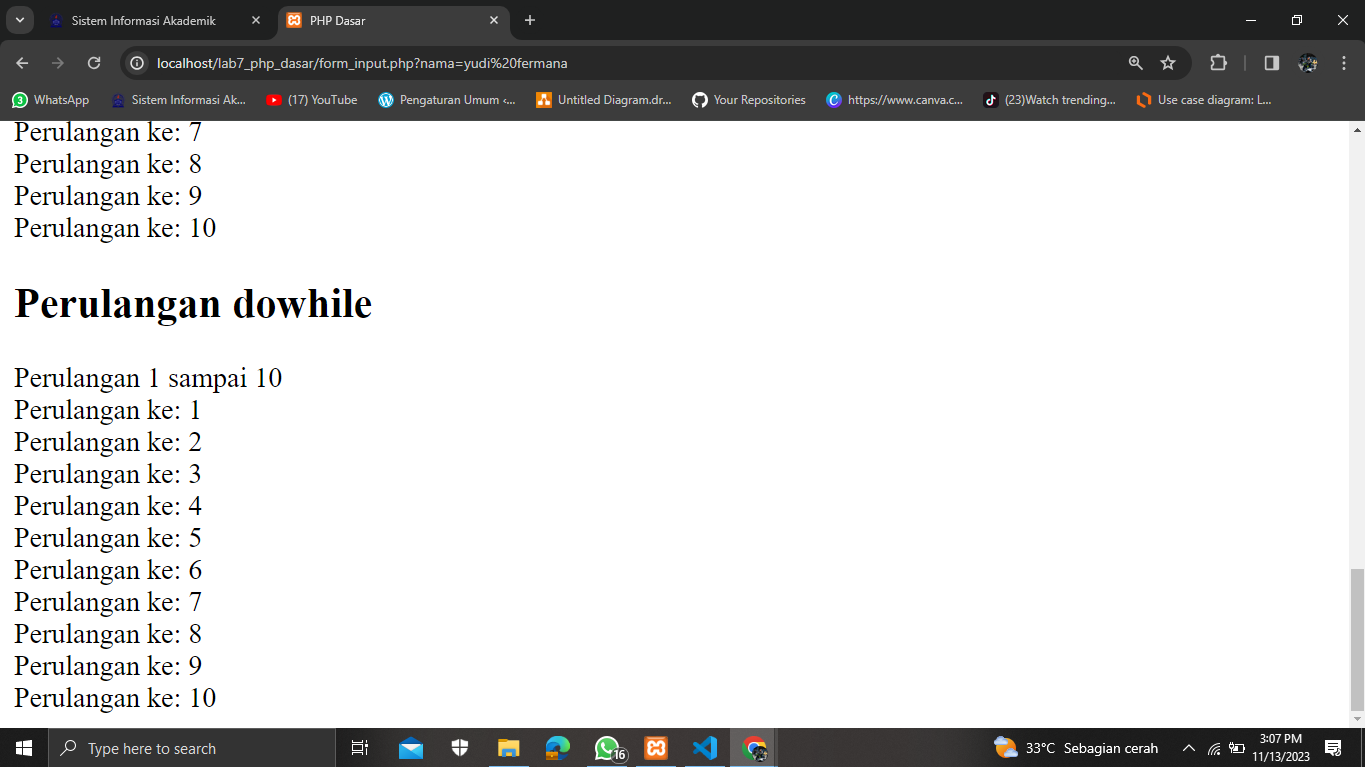 Sistem Informasi Akademik
PHP Dasar
localhost/lab7_php_dasar/form_input.php?nama=yudi%20fermana
3
WhatsApp
Sistem Informasi Ak...
(17) YouTube
Pengaturan Umum ‹...
Untitled Diagram.dr...
Your Repositories
https://www.canva.c...
(23)Watch trending...
Use case diagram: L...
Perulangan ke: 7
Perulangan ke: 8
Perulangan ke: 9
Perulangan ke: 10
Perulangan dowhile
Perulangan 1 sampai 10
Perulangan ke: 1
Perulangan ke: 2
Perulangan ke: 3
Perulangan ke: 4
Perulangan ke: 5
Perulangan ke: 6
Perulangan ke: 7
Perulangan ke: 8
Perulangan ke: 9
Perulangan ke: 10
Type here to search
16
33°C Sebagian cerah
3:07 PM
11/13/2023